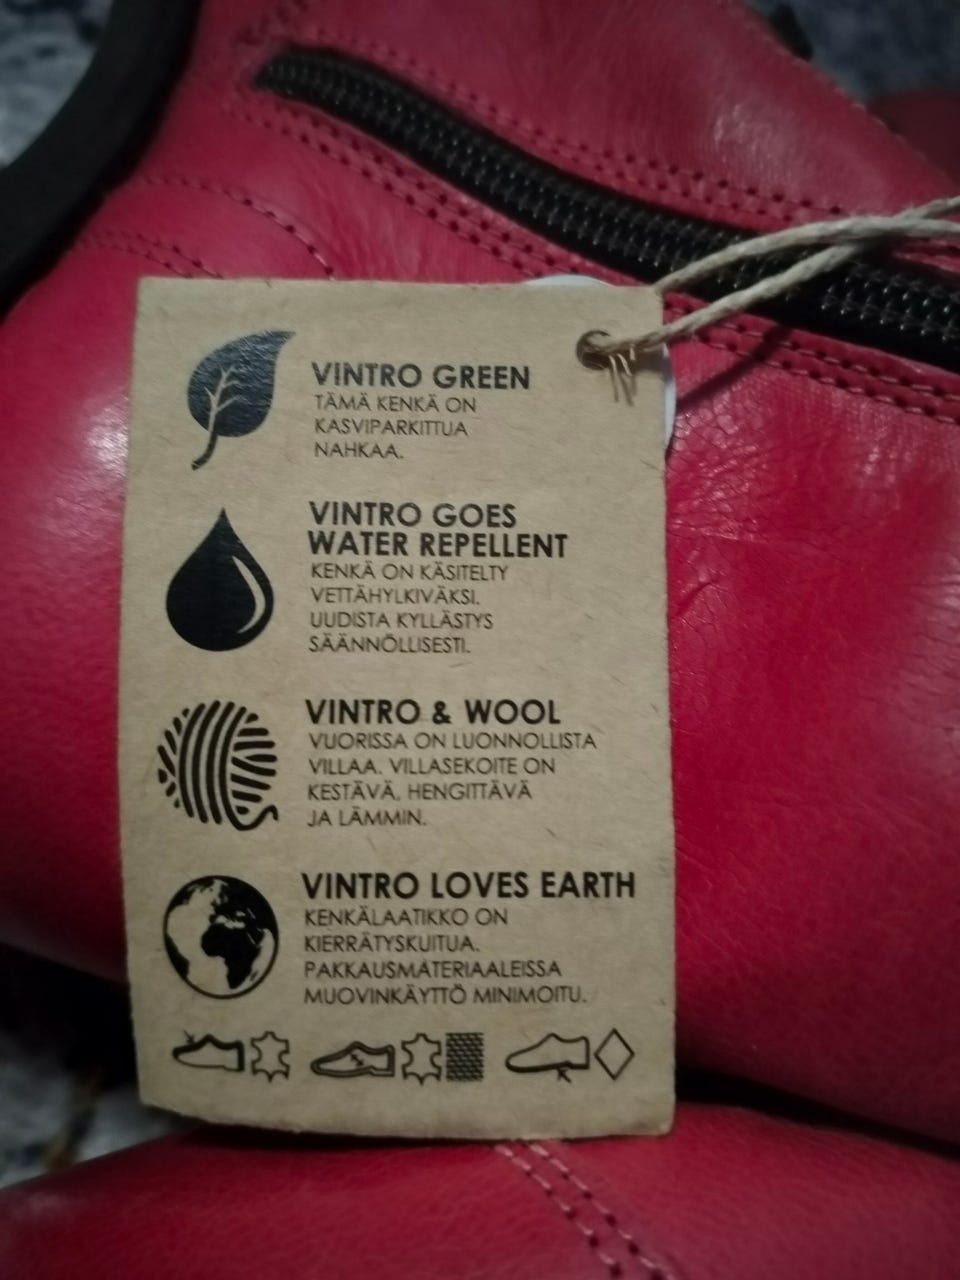 VINTRO GREEN
TÄMÄ KENKÄ ON
KASVIPARKITTUA
NAHKAA.
VINTRO GOES
WATER REPELLENT
KENKÄ ON KÄSITELTY
VETTÄHYLKIVÄKSI.
UUDISTA KYLLÄSTYS
SÄÄNNÖLLISESTI.
VINTRO & WOOL
VUORISSA ON LUONNOLLISTA
VILLAA. VILLASEKOITE ON
KESTÄVÄ, HENGITTÄVÄ
JA LÄMMIN.
VINTRO LOVES EARTH
KENKÄLAATIKKO ON
KIERRÄTYSKUITUA.
PAKKAUSMATERIAALEISSA
MUOVINKÄYTTÖ MINIMOITU.